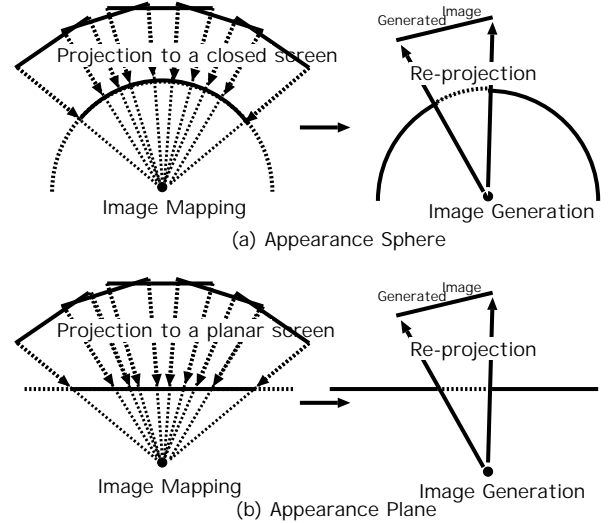 Projection to a closed screen
Generated Image
Re-projection
Image Mapping
Image Generation
(a) Appearance Sphere
Projection to a planar screen
Generated Image
Re-projection
Image Mapping
Image Generation
(b) Appearance Plane